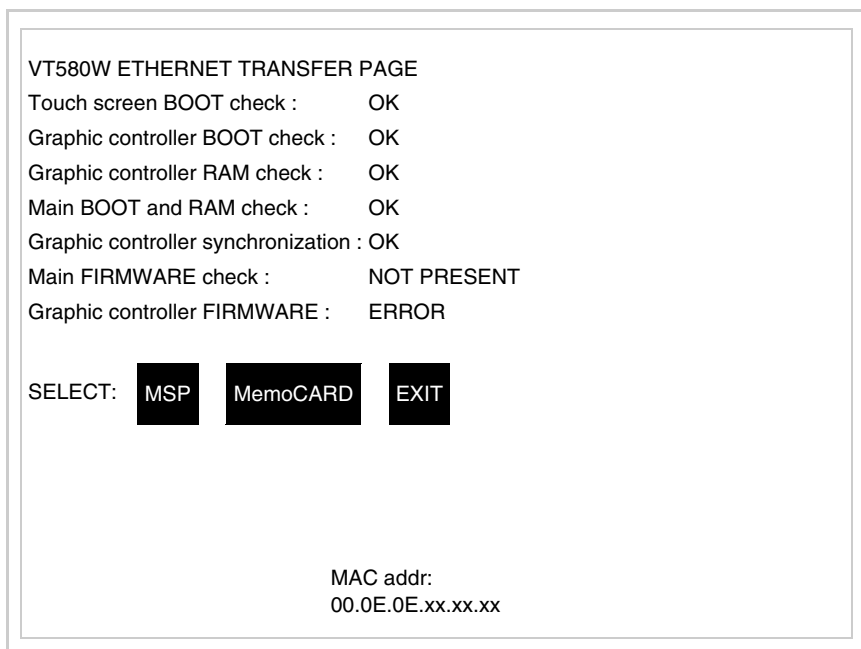 VT580W ETHERNET TRANSFER PAGE
Touch screen BOOT check : OK
Graphic controller BOOT check : OK
Graphic controller RAM check : OK
Main BOOT and RAM check : OK
Graphic controller synchronization : OK
Main FIRMWARE check : NOT PRESENT
Graphic controller FIRMWARE : ERROR
SELECT: MSP MemoCARD EXIT
MAC addr:
00.0E.0E.xx.xx.xx